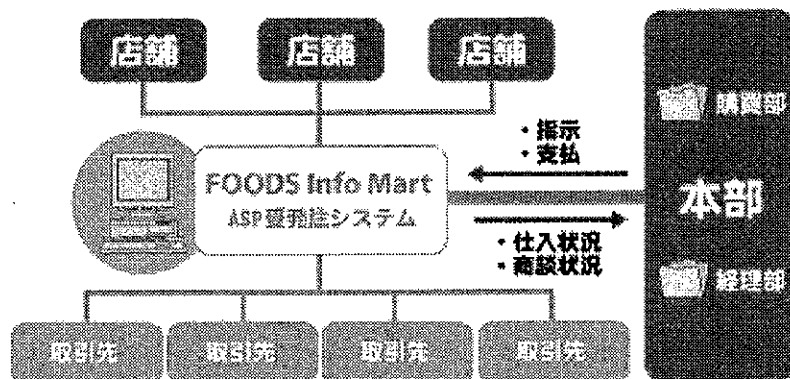 店舗
店舗
店舗
購買部
・指示
・支払
FOODS Info Mart
ASP受発注システム
本部
・仕入状況
・商談状況
経理部
取引先
取引先
取引先
取引先